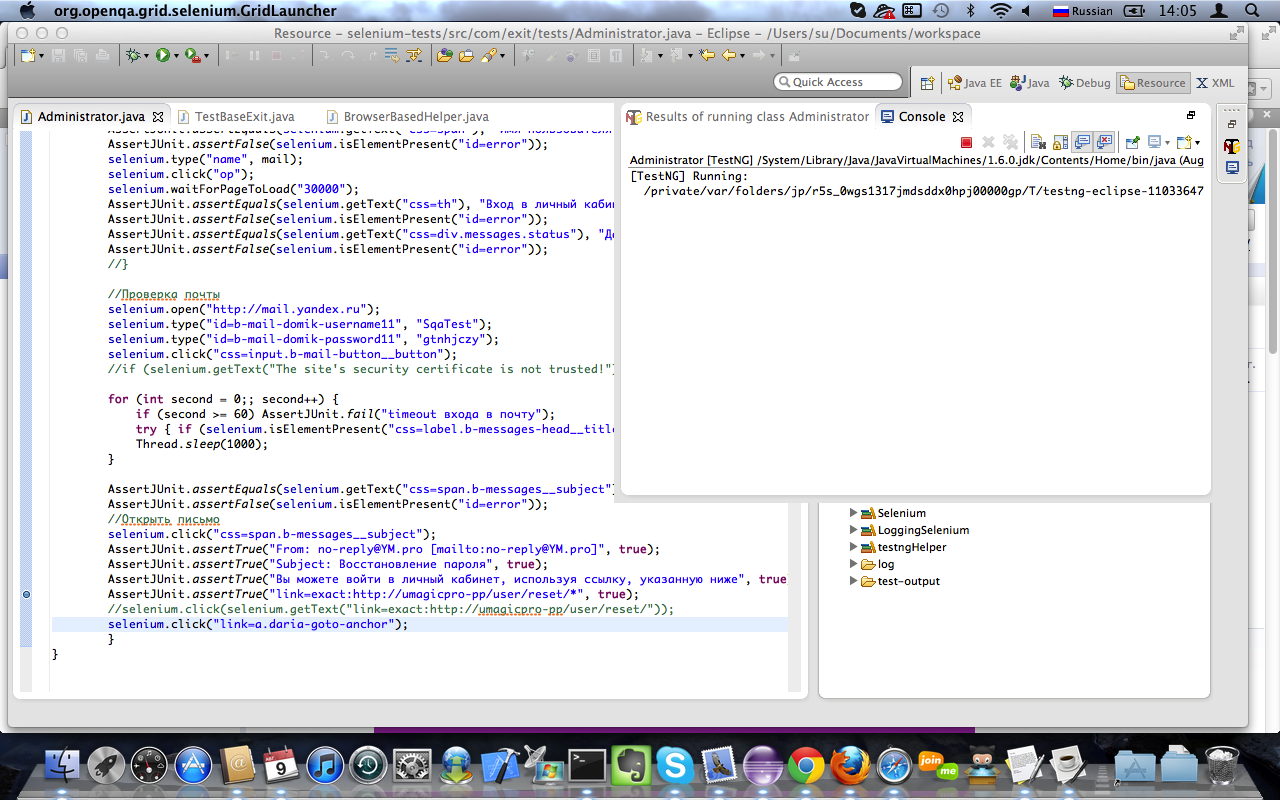 org.openqa.grid.selenium.GridLauncher
Russian
14:05
Resource – selenium-tests/src/com/exit/tests/Administrator.java – Eclipse – /Users/su/Documents/workspace
Quick Access
Java EE
Java
Debug
Resource
XML
Administrator.java
TestBaseExit.java
BrowserBasedHelper.java
AssertJUnit.assertFalse(selenium.isElementPresent("id=error"));
selenium.type("name", mail);
selenium.click("op");
selenium.waitForPageToLoad("30000");
AssertJUnit.assertEquals(selenium.getText("css=th"), "Вход в личный кабин
AssertJUnit.assertFalse(selenium.isElementPresent("id=error"));
AssertJUnit.assertEquals(selenium.getText("css=div.messages.status"), "Д
AssertJUnit.assertFalse(selenium.isElementPresent("id=error"));
//}
//Проверка почты
selenium.open("http://mail.yandex.ru");
selenium.type("id=b-mail-domik-username11", "SqaTest");
selenium.type("id=b-mail-domik-password11", "gtnhjczy");
selenium.click("css=input.b-mail-button__button");
//if (selenium.getText("The site's security certificate is not trusted!")
for (int second = 0;; second++) {
if (second >= 60) AssertJUnit.fail("timeout входа в почту");
try { if (selenium.isElementPresent("css=label.b-messages-head__title
Thread.sleep(1000);
}
AssertJUnit.assertEquals(selenium.getText("css=span.b-messages__subject")
AssertJUnit.assertFalse(selenium.isElementPresent("id=error"));
//Открыть письмо
selenium.click("css=span.b-messages__subject");
AssertJUnit.assertTrue("From: no-reply@YM.pro [mailto:no-reply@YM.pro]", true);
AssertJUnit.assertTrue("Subject: Восстановление пароля", true);
AssertJUnit.assertTrue("Вы можете войти в личный кабинет, используя ссылку, указанную ниже", true
AssertJUnit.assertTrue("link=exact:http://umagicpro-pp/user/reset/*", true);
//selenium.click(selenium.getText("link=exact:http://umagicpro-pp/user/reset/"));
selenium.click("link=a.daria-goto-anchor");
}
}
Results of running class Administrator
Console
Administrator [TestNG] /System/Library/Java/JavaVirtualMachines/1.6.0.jdk/Contents/Home/bin/java (Aug
[TestNG] Running:
/private/var/folders/jp/r5s_0wgs1317jmdsddx0hpj00000gp/T/testng-eclipse-11033647
Selenium
LoggingSelenium
testngHelper
log
test-output
9
join
me